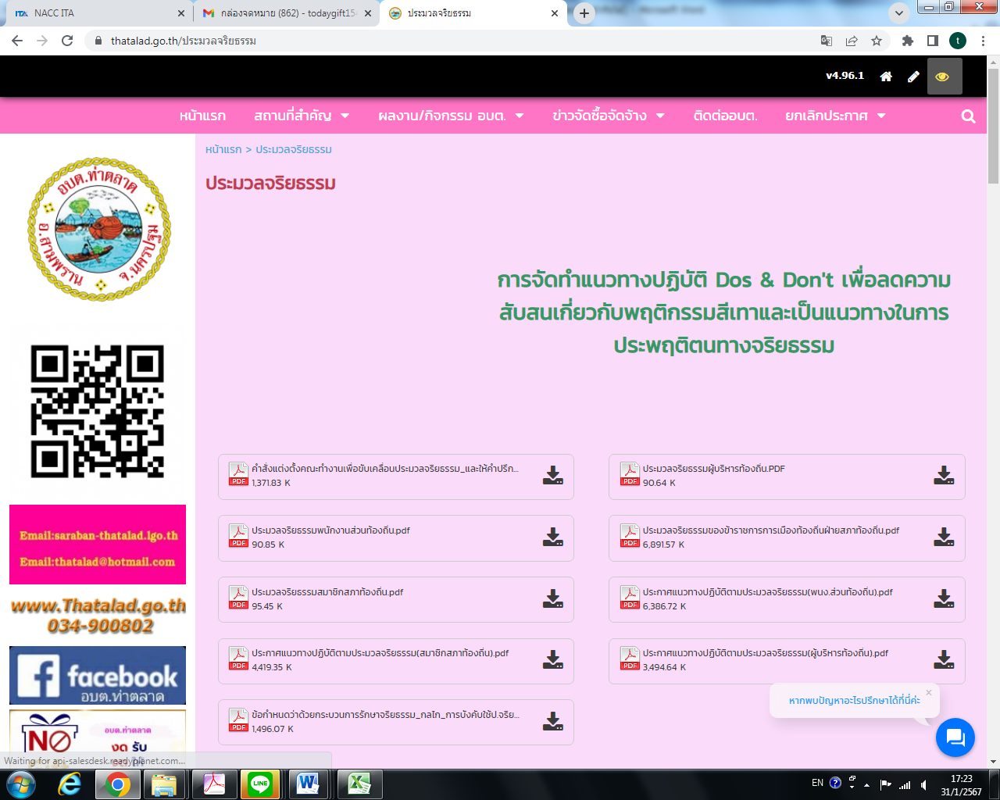 NACC ITA
กล่องจดหมาย (862) - todaygift154
ประมวลจริยธรรม
thatalad.go.th/ประมวลจริยธรรม
v4.96.1
หน้าแรก สถานที่สำคัญ ผลงาน/กิจกรรม อบต. ข่าวจัดซื้อจัดจ้าง ติดต่ออบต. ยกเลิกประกาศ
หน้าแรก > ประมวลจริยธรรม
ประมวลจริยธรรม
อบต.ท่าตลาด
อ.สามพราน
จ.นครปฐม
การจัดทำแนวทางปฏิบัติ Dos & Don't เพื่อลดความ
สับสนเกี่ยวกับพฤติกรรมสีเทาและเป็นแนวทางในการ
ประพฤติตนทางจริยธรรม
Email:saraban-thatalad.lgo.th
Email:thatalad@hotmail.com
www.Thatalad.go.th
034-900802
facebook
อบต.ท่าตลาด
NO
อบต.ท่าตลาด
งด รับ
PDF
คำสั่งแต่งตั้งคณะทำงานเพื่อขับเคลื่อนประมวลจริยธรรม_และให้คำปรึก...
1,371.83 K
PDF
ประมวลจริยธรรมผู้บริหารท้องถิ่น.PDF
90.64 K
PDF
ประมวลจริยธรรมพนักงานส่วนท้องถิ่น.pdf
90.85 K
PDF
ประมวลจริยธรรมของข้าราชการการเมืองท้องถิ่นฝ่ายสภาท้องถิ่น.pdf
6,891.57 K
PDF
ประมวลจริยธรรมสมาชิกสภาท้องถิ่น.pdf
95.45 K
PDF
ประกาศแนวทางปฏิบัติตามประมวลจริยธรรม(พนง.ส่วนท้องถิ่น).pdf
6,386.72 K
PDF
ประกาศแนวทางปฏิบัติตามประมวลจริยธรรม(สมาชิกสภาท้องถิ่น).pdf
4,419.35 K
PDF
ประกาศแนวทางปฏิบัติตามประมวลจริยธรรม(ผู้บริหารท้องถิ่น).pdf
3,494.64 K
PDF
ข้อกำหนดว่าด้วยกระบวนการรักษาจริยธรรม_กลไก_การบังคับใช้ป.จริย...
1,496.07 K
หากพบปัญหาอะไรปรึกษาได้ที่นี่ค่ะ
Waiting for api-salesdesk.readyplanet.com...
LINE
EN
17:23
31/1/2567